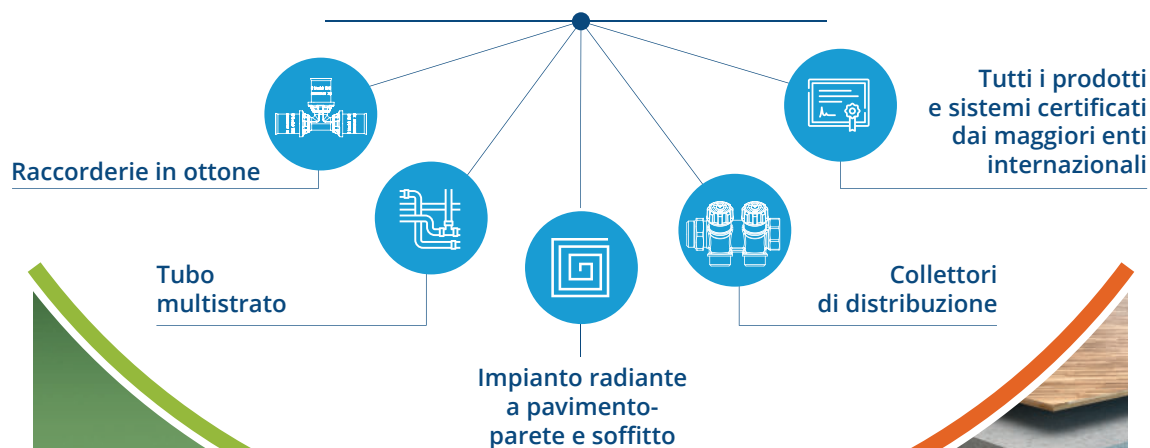 Raccorderie in ottone
Tubo
multistrato
Impianto radiante
a pavimento-
parete e soffitto
Collettori
di distribuzione
Tutti i prodotti
e sistemi certificati
dai maggiori enti
internazionali